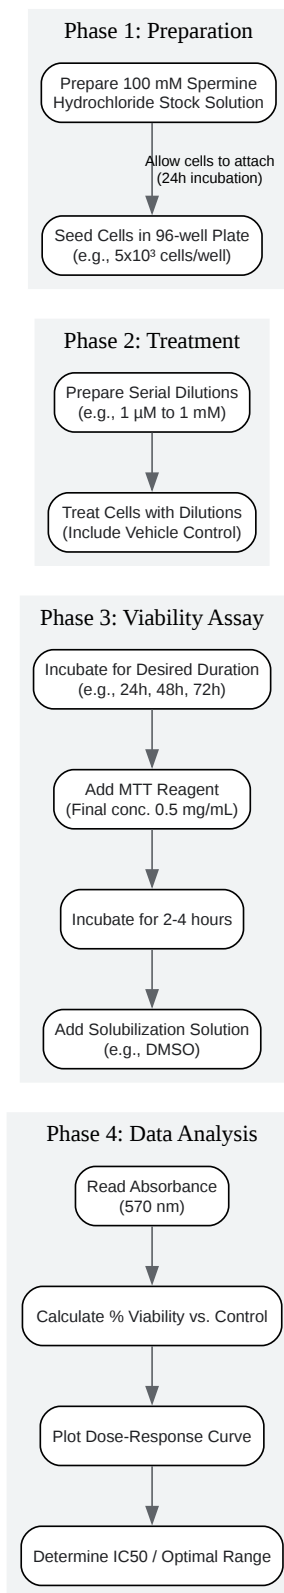 Phase 1: Preparation
Prepare 100 mM Spermine
Hydrochloride Stock Solution
Allow cells to attach
(24h incubation)
Seed Cells in 96-well Plate
(e.g., 5x10³ cells/well)
Phase 2: Treatment
Prepare Serial Dilutions
(e.g., 1 µM to 1 mM)
Treat Cells with Dilutions
(Include Vehicle Control)
Phase 3: Viability Assay
Incubate for Desired Duration
(e.g., 24h, 48h, 72h)
Add MTT Reagent
(Final conc. 0.5 mg/mL)
Incubate for 2-4 hours
Add Solubilization Solution
(e.g., DMSO)
Phase 4: Data Analysis
Read Absorbance
(570 nm)
Calculate % Viability vs. Control
Plot Dose-Response Curve
Determine IC50 / Optimal Range